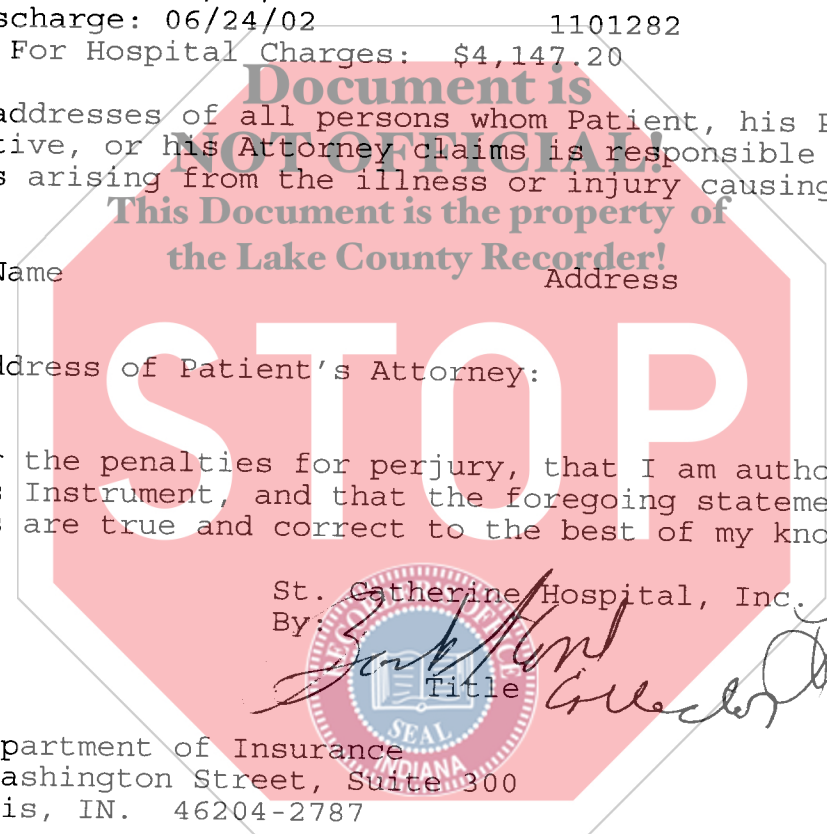 scharge: 06/24/02 1101282
For Hospital Charges: $4,147.20
Document is
addresses of all persons whom Patient, his P
NOT OFFICIAL!
tive, or his Attorney claims is responsible
s arising from the illness or injury causing
This Document is the property of
the Lake County Recorder!
Name Address
STOP
ddress of Patient's Attorney:
r the penalties for perjury, that I am autho
s Instrument, and that the foregoing stateme
s are true and correct to the best of my kno
St. Catherine Hospital, Inc.
By:
Title
RECORDER'S OFFICE
SEAL
INDIANA
partment of Insurance
ashington Street, Suite 300
is, IN. 46204-2787